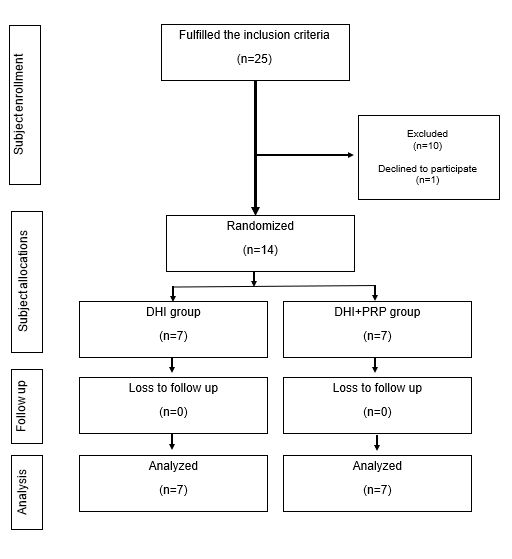 Subject enrollment
Fulfilled the inclusion criteria
(n=25)
Excluded
(n=10)
Declined to participate
(n=1)
Subject allocations
Randomized
(n=14)
DHI group
(n=7)
DHI+PRP group
(n=7)
Follow up
Loss to follow up
(n=0)
Loss to follow up
(n=0)
Analysis
Analyzed
(n=7)
Analyzed
(n=7)